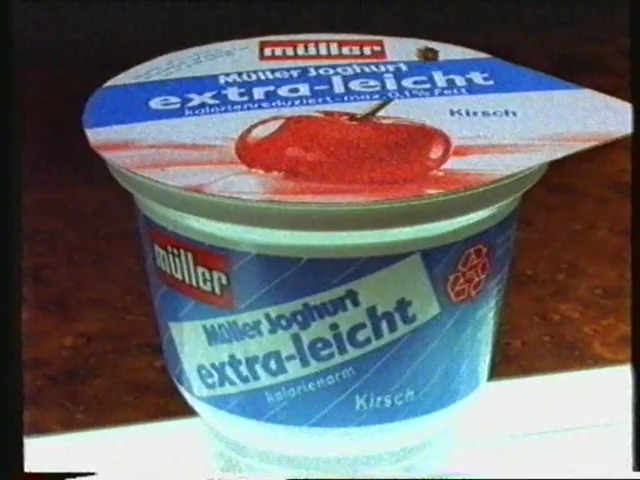 müller
Müller Joghurt
extra-leicht
kalorienreduziert-max. 0,1% Fett
Kirsch
müller
Müller Joghurt
extra-leicht
kalorienarm
Kirsch